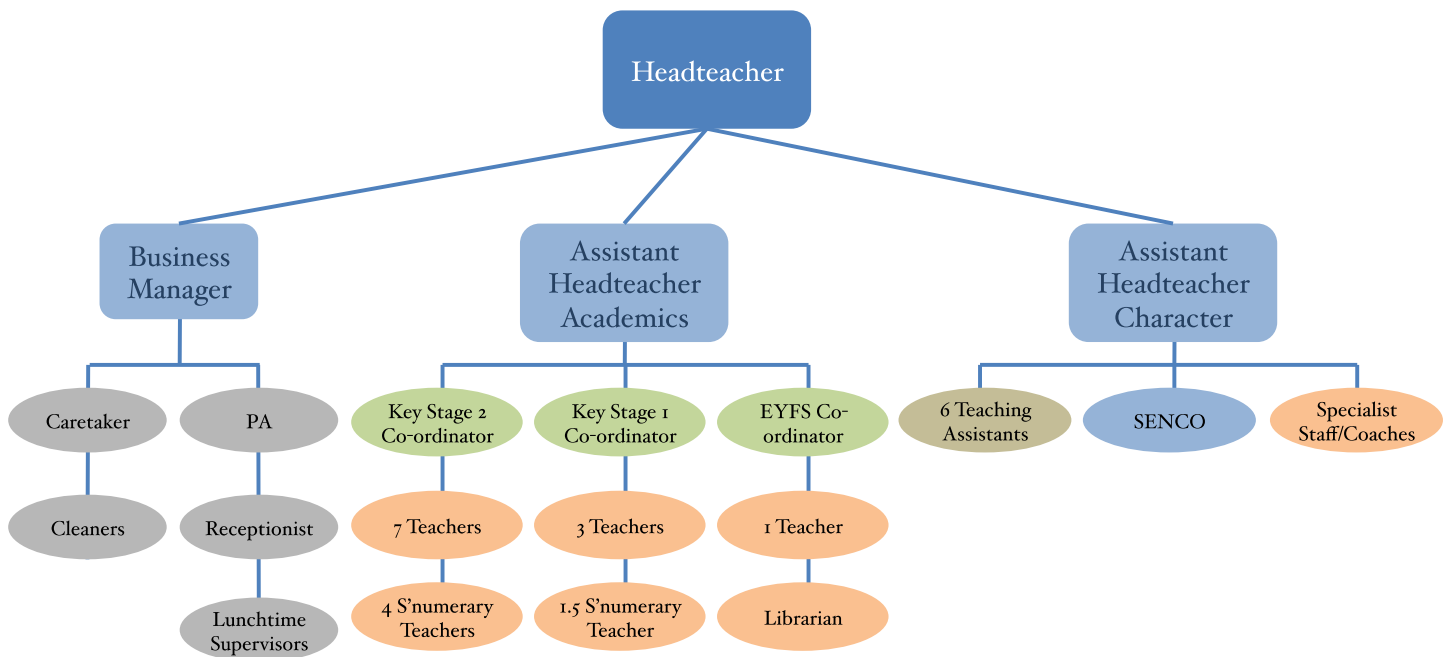 Headteacher
Business
Manager
Assistant
Headteacher
Academics
Assistant
Headteacher
Character
Caretaker
PA
Key Stage 2
Co-ordinator
Key Stage 1
Co-ordinator
EYFS Co-
ordinator
6 Teaching
Assistants
SENCO
Specialist
Staff/Coaches
Cleaners
Receptionist
7 Teachers
3 Teachers
1 Teacher
Lunchtime
Supervisors
4 S’numerary
Teachers
1.5 S’numerary
Teacher
Librarian